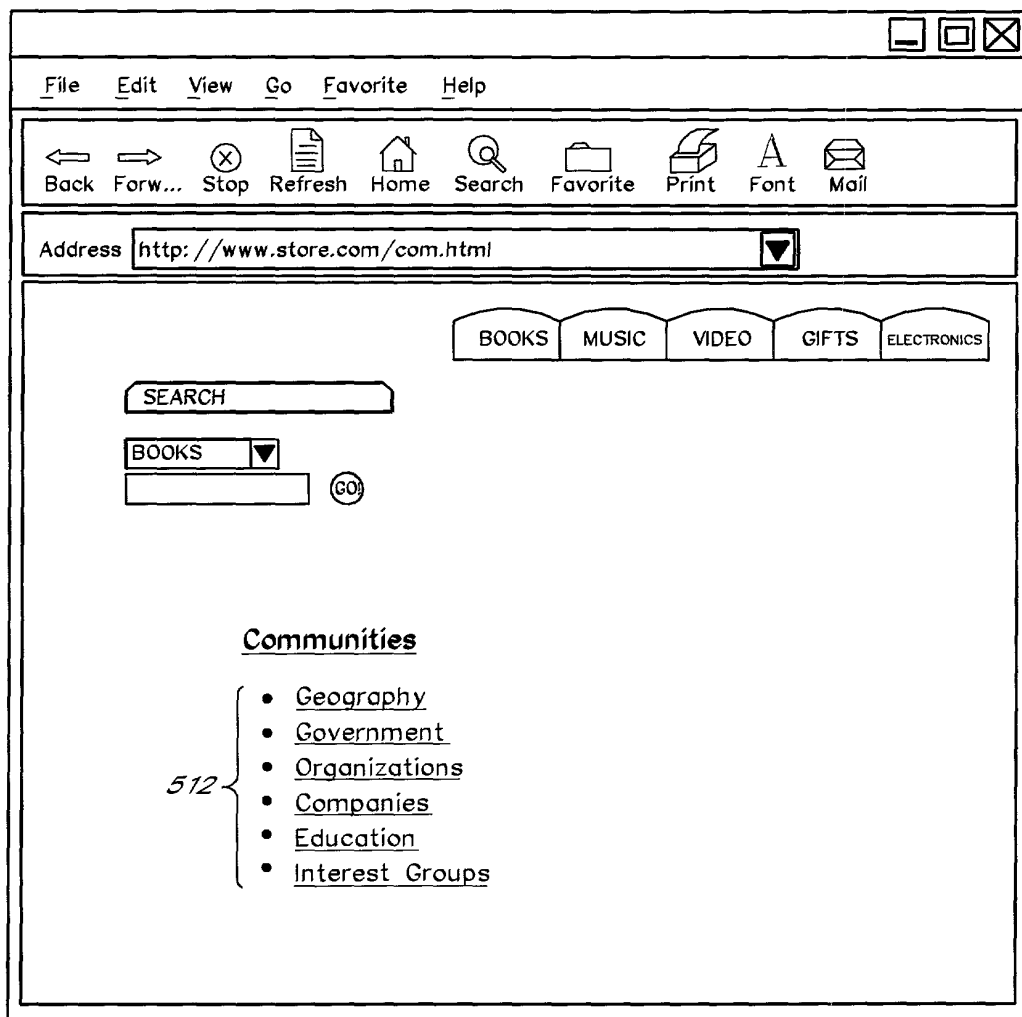 File Edit View Go Favorite Help
Back Forw... Stop Refresh Home Search Favorite Print Font Mail
Address http://www.store.com/com.html
BOOKS MUSIC VIDEO GIFTS ELECTRONICS
SEARCH
BOOKS
GO!
Communities
• Geography
• Government
• Organizations
512
• Companies
• Education
• Interest Groups